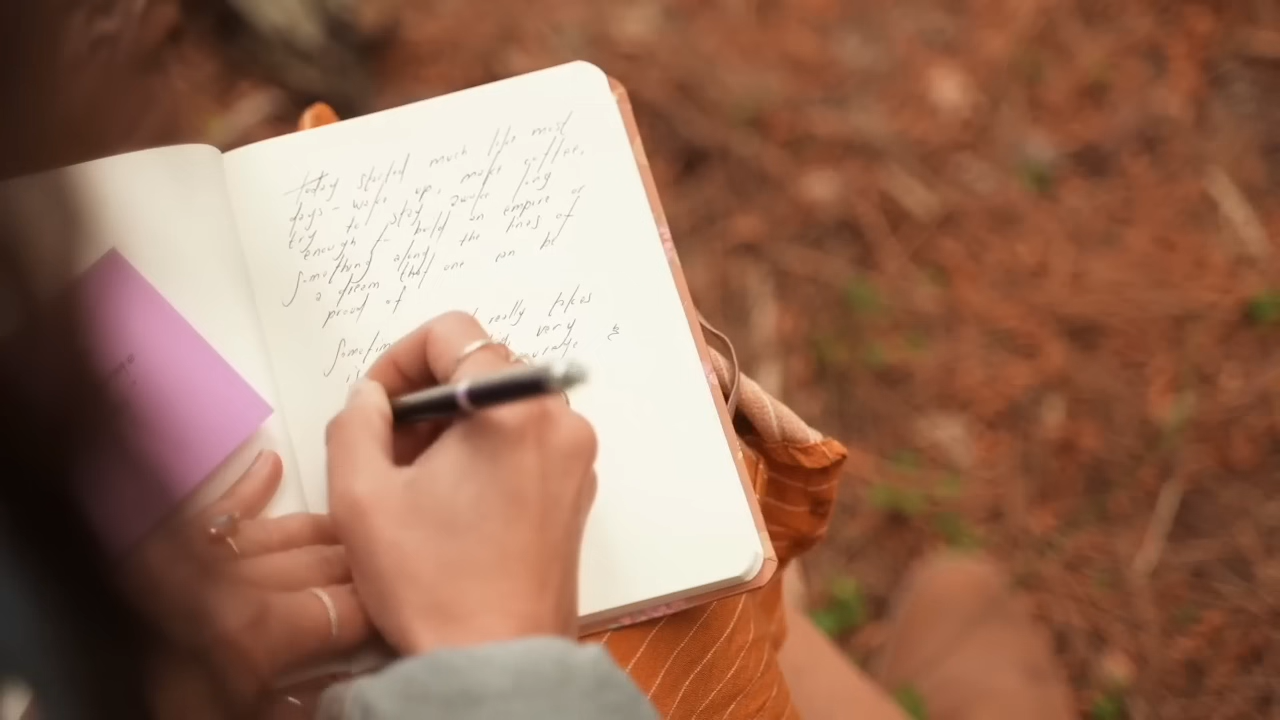 Today started much like most
days - wake up, make coffee,
try to stay awake long
enough to build an empire or
something along the lines of
a dream that one can be
proud of
really takes
Sometim
very &